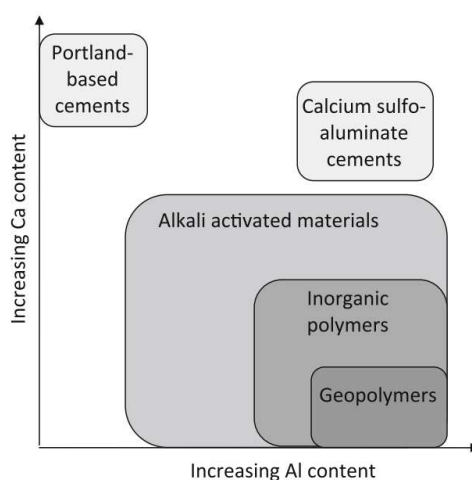 Portland-
based
cements
Calcium sulfo-
aluminate
cements
Increasing Ca content
Alkali activated materials
Inorganic
polymers
Geopolymers
Increasing Al content